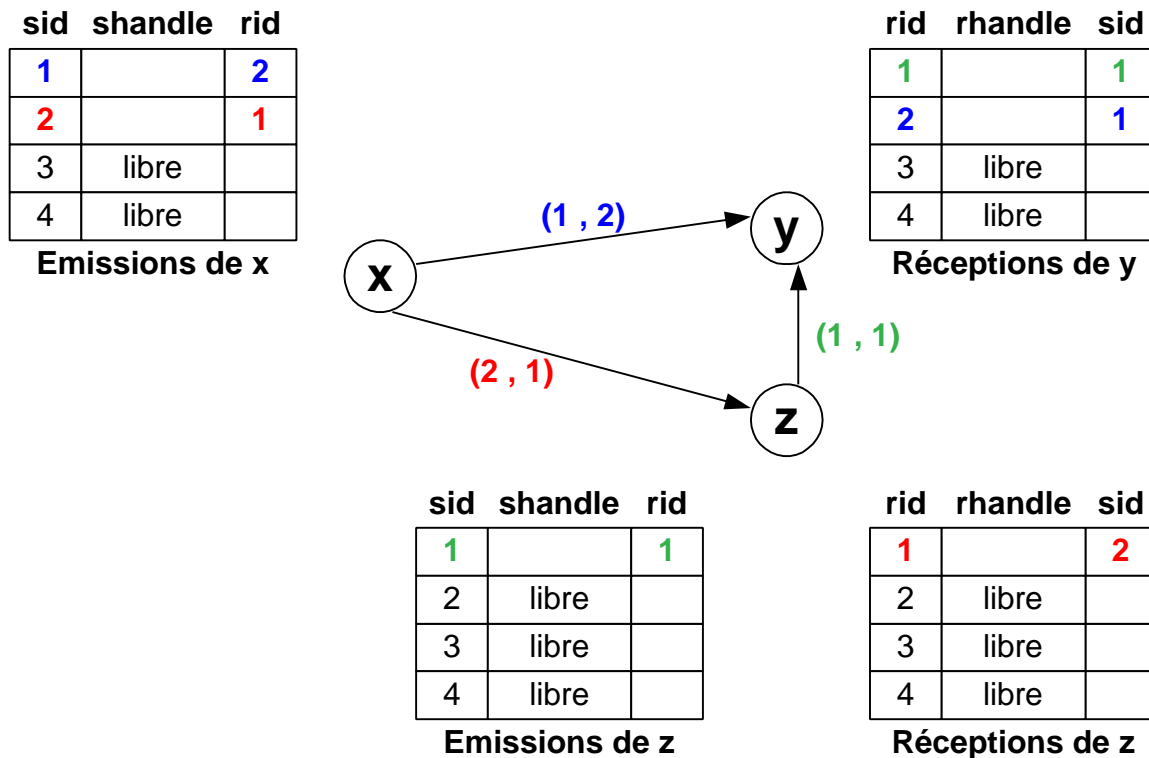 sid shandle rid
1 2
2 1
3 libre
4 libre
Emissions de x
rid rhandle sid
1 1
2 1
3 libre
4 libre
Réceptions de y
(1 , 2)
y
x
(1 , 1)
(2 , 1)
z
sid shandle rid
1 1
2 libre
3 libre
4 libre
Emissions de z
rid rhandle sid
1 2
2 libre
3 libre
4 libre
Réceptions de z